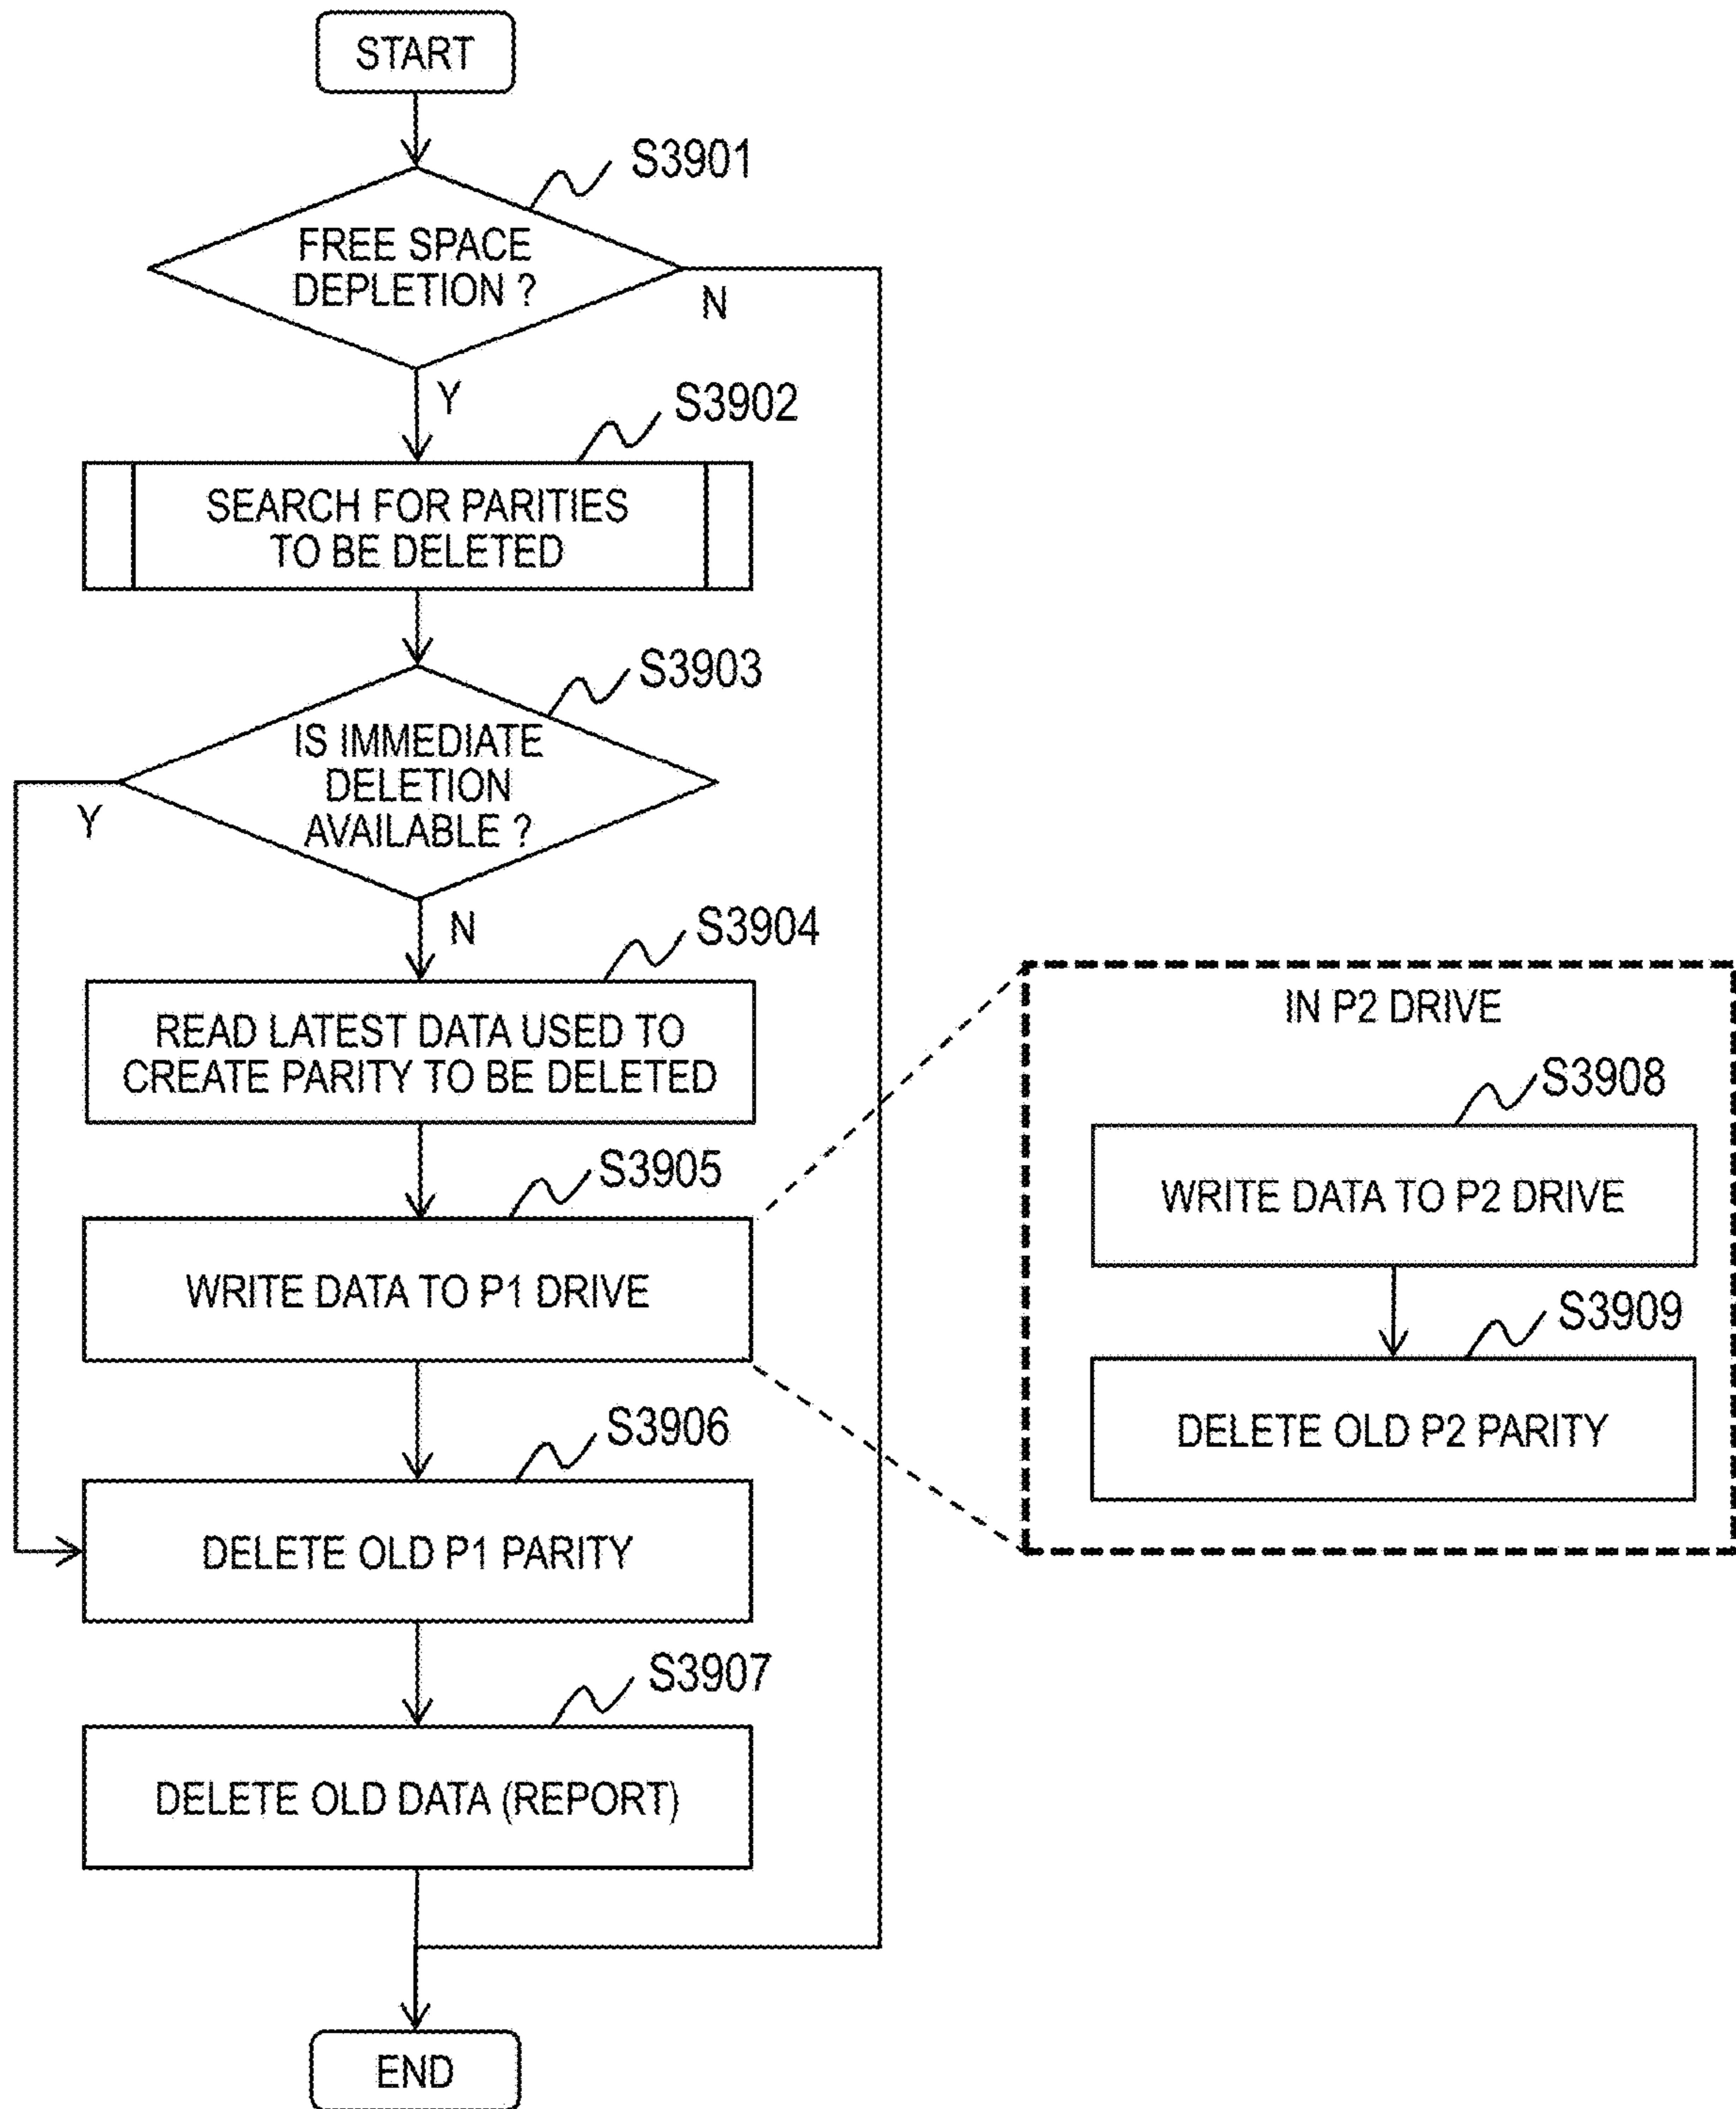 START
S3901
FREE SPACE
DEPLETION ?
N
Y
S3902
SEARCH FOR PARITIES
TO BE DELETED
S3903
IS IMMEDIATE
DELETION
AVAILABLE ?
Y
N
S3904
READ LATEST DATA USED TO
CREATE PARITY TO BE DELETED
S3905
WRITE DATA TO P1 DRIVE
IN P2 DRIVE
S3908
WRITE DATA TO P2 DRIVE
S3909
DELETE OLD P2 PARITY
S3906
DELETE OLD P1 PARITY
S3907
DELETE OLD DATA (REPORT)
END